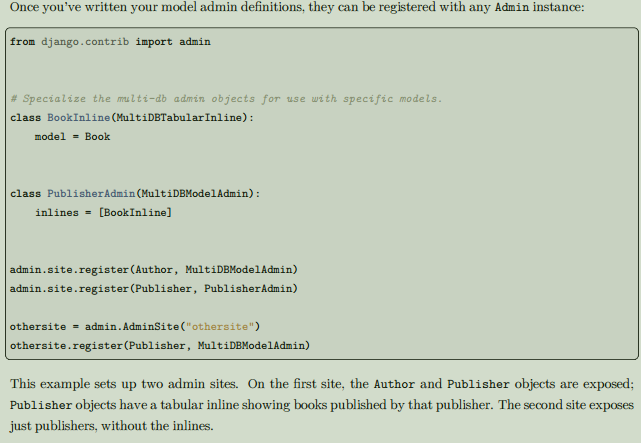 Once you've written your model admin definitions, they can be registered with any Admin instance:
from django.contrib import admin
# Specialize the multi-db admin objects for use with specific models.
class BookInline(MultiDBTabularInline):
    model = Book
class PublisherAdmin(MultiDBModelAdmin):
    inlines = [BookInline]
admin.site.register(Author, MultiDBModelAdmin)
admin.site.register(Publisher, PublisherAdmin)
othersite = admin.AdminSite("othersite")
othersite.register(Publisher, MultiDBModelAdmin)
This example sets up two admin sites. On the first site, the Author and Publisher objects are exposed;
Publisher objects have a tabular inline showing books published by that publisher. The second site exposes
just publishers, without the inlines.